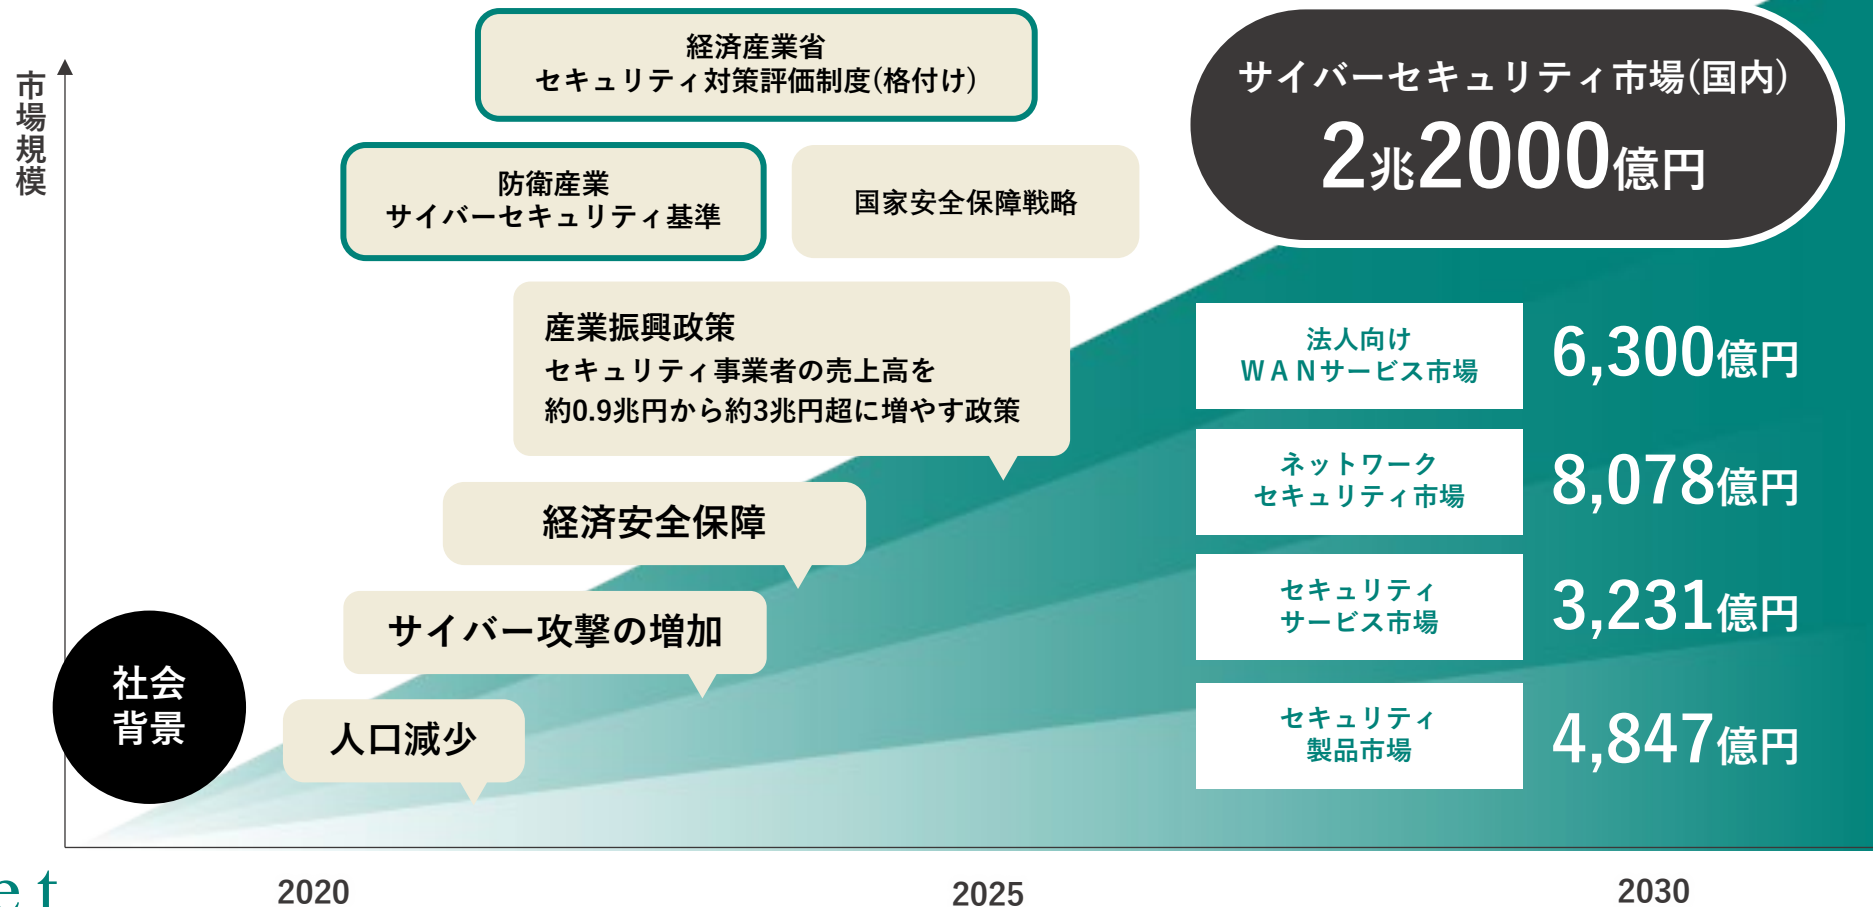 市場規模
経済産業省
セキュリティ対策評価制度(格付け)
防衛産業
サイバーセキュリティ基準
国家安全保障戦略
産業振興政策
セキュリティ事業者の売上高を
約0.9兆円から約3兆円超に増やす政策
経済安全保障
サイバー攻撃の増加
人口減少
社会
背景
サイバーセキュリティ市場(国内)
2兆2000億円
法人向け
ＷＡＮサービス市場
6,300億円
ネットワーク
セキュリティ市場
8,078億円
セキュリティ
サービス市場
3,231億円
セキュリティ
製品市場
4,847億円
2020
2025
2030